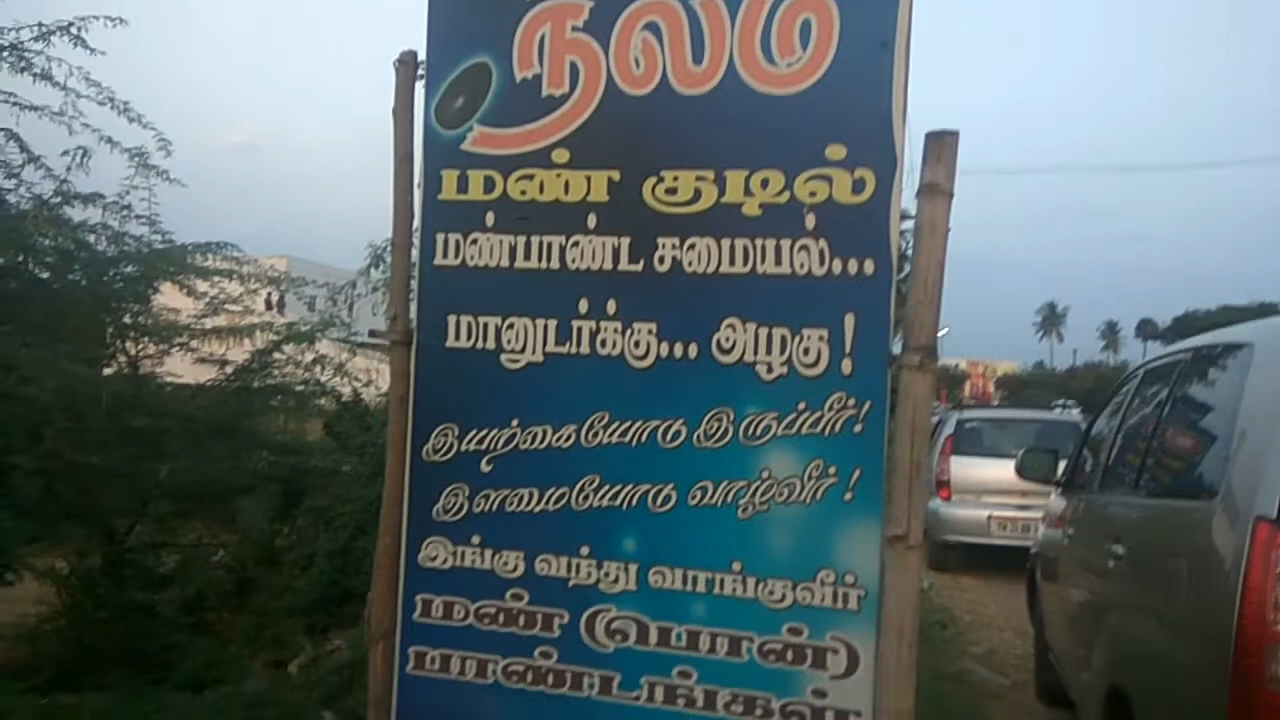 நலம்
மண் குடில்
மண்பாண்ட சமையல்...
மானுடர்க்கு... அழகு!
இயற்கையோடு இருப்பீர்!
இளமையோடு வாழ்வீர்!
இங்கு வந்து வாங்குவீர்
மண் (பொன்)
பாண்டங்கள்